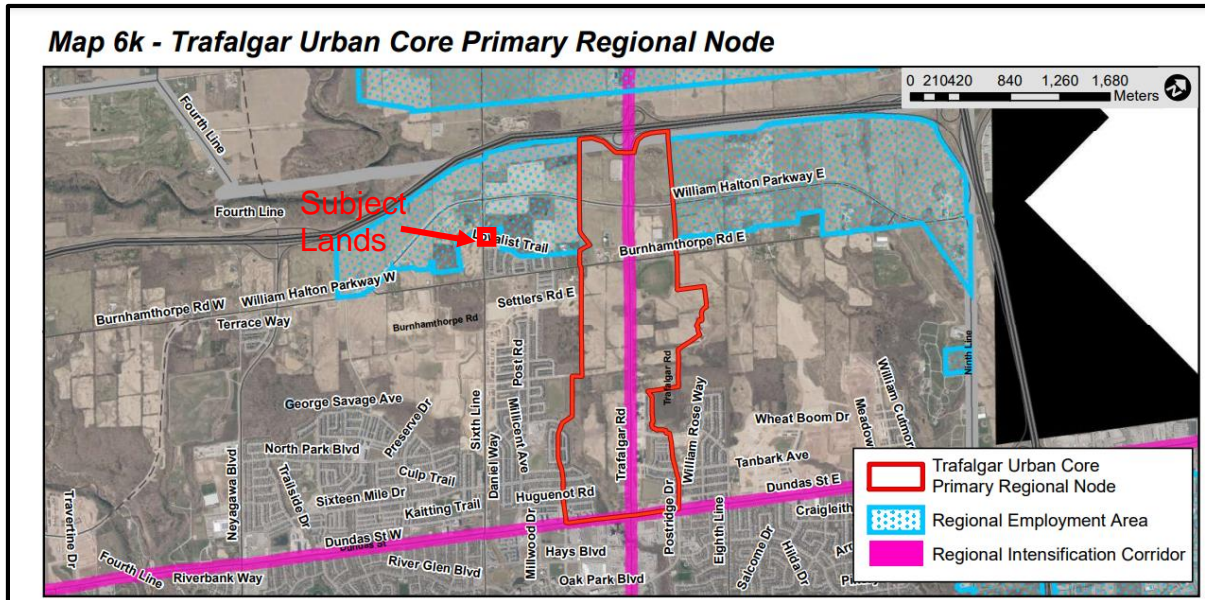 Map 6k - Trafalgar Urban Core Primary Regional Node
0 210420 840 1,260 1,680
Meters
Fourth Line
Fourth Line
Subject
Lands
William Halton Parkway E
Loyalist Trail
Burnhamthorpe Rd E
William Halton Parkway W
Burnhamthorpe Rd W
Settlers Rd E
Terrace Way
Burnhamthorpe Rd
Ninth Line
Trafalgar Rd
Post Rd
George Savage Ave
Preserve Dr
Sixth Line
Millicent Ave
William Rose Way
Wheat Boom Dr
William Cutmor
Meadow
North Park Blvd
Daniel Way
Trafalgar Rd
Culp Trail
Tanbark Ave
Neyagawa Blvd
Trailside Dr
Sixteen Mile Dr
Huguenot Rd
Dundas St E
Kaitting Trail
Postridge Dr
Travertine Dr
Millwood Dr
Eighth Line
Craigleith
Dundas St W
Dundas St
Hays Blvd
Salcome Dr
Hilda Dr
Fourth Line
River Glen Blvd
Riverbank Way
Oak Park Blvd
Trafalgar Urban Core
Primary Regional Node
Regional Employment Area
Regional Intensification Corridor